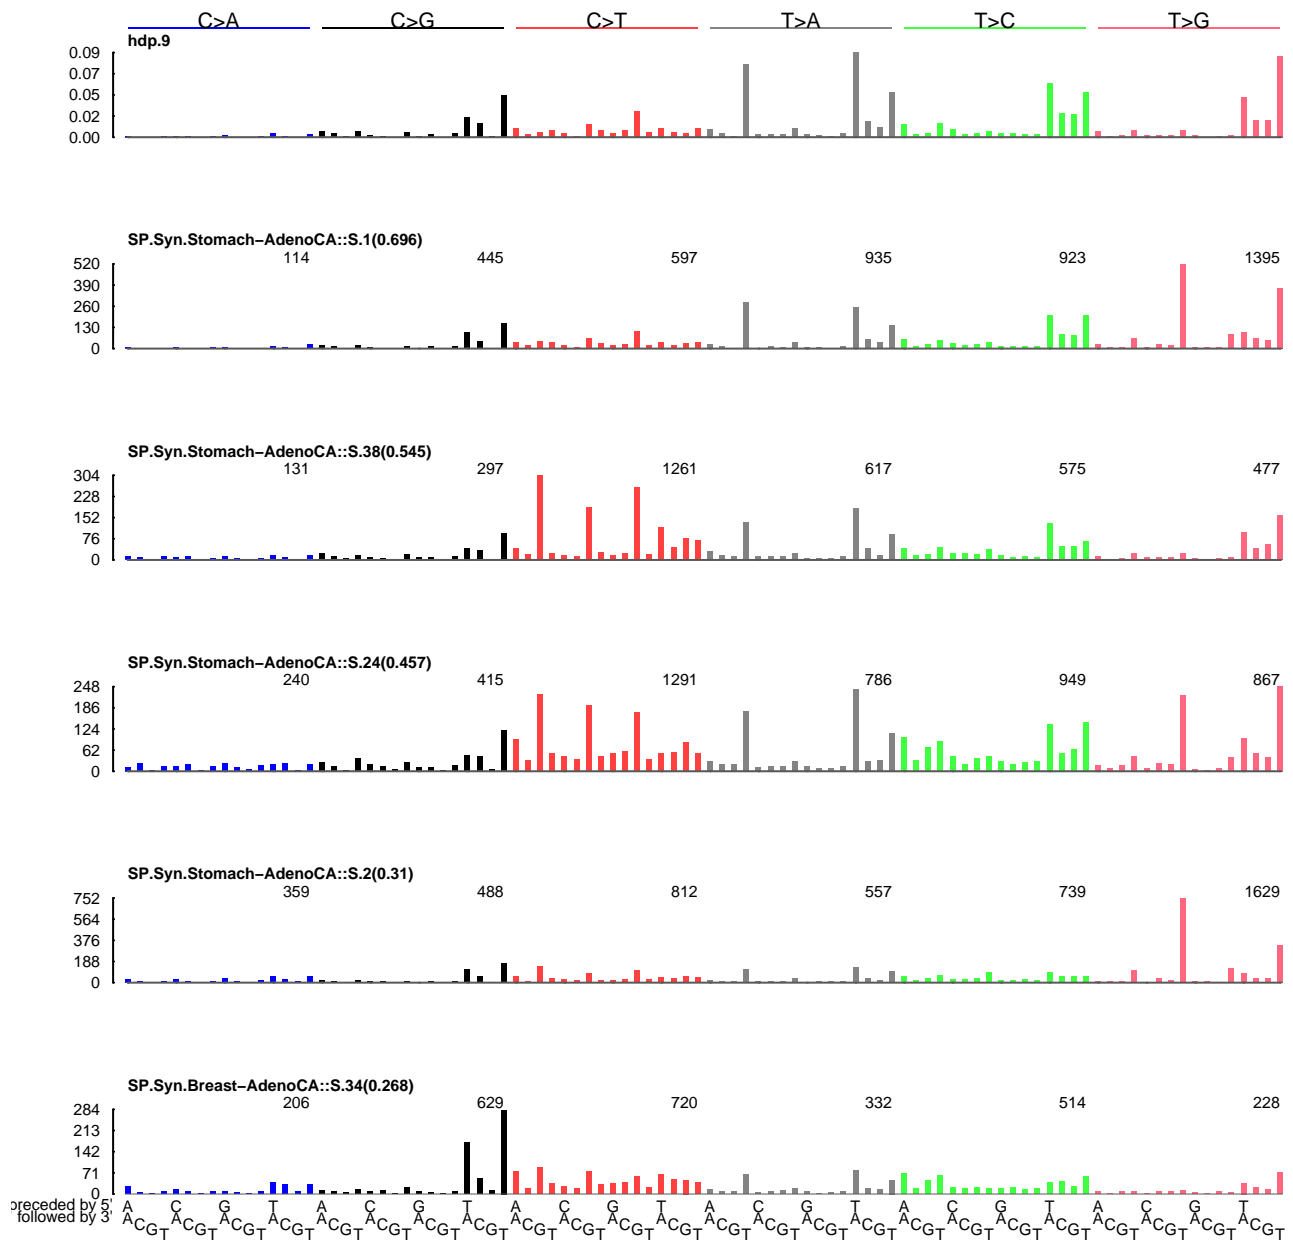 C>A C>G C>T T>A T>C T>G
hdp.9
0.09
0.07
0.05
0.02
0.00
SP.Syn.Stomach−AdenoCA::S.1(0.696)
114 445 597 935 923 1395
520
390
260
130
0
SP.Syn.Stomach−AdenoCA::S.38(0.545)
131 297 1261 617 575 477
304
228
152
76
0
SP.Syn.Stomach−AdenoCA::S.24(0.457)
240 415 1291 786 949 867
248
186
124
62
0
SP.Syn.Stomach−AdenoCA::S.2(0.31)
359 488 812 557 739 1629
752
564
376
188
0
SP.Syn.Breast−AdenoCA::S.34(0.268)
206 629 720 332 514 228
284
213
142
71
0
preceded by 5' A C G T A C G T A C G T A C G T A C G T A C G T
followed by 3' A C G T A C G T A C G T A C G T A C G T A C G T A C G T A C G T A C G T A C G T A C G T A C G T A C G T A C G T A C G T A C G T A C G T A C G T A C G T A C G T A C G T A C G T A C G T A C G T